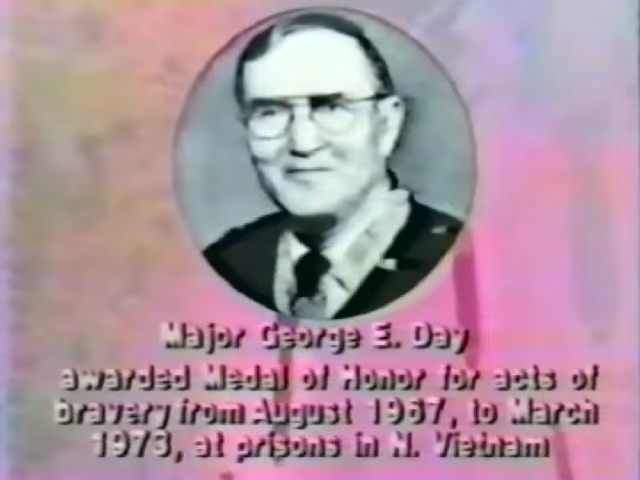 Major George E. Day
awarded Medal of Honor for acts of
bravery from August 1967, to March
1973, at prisons in N. Vietnam